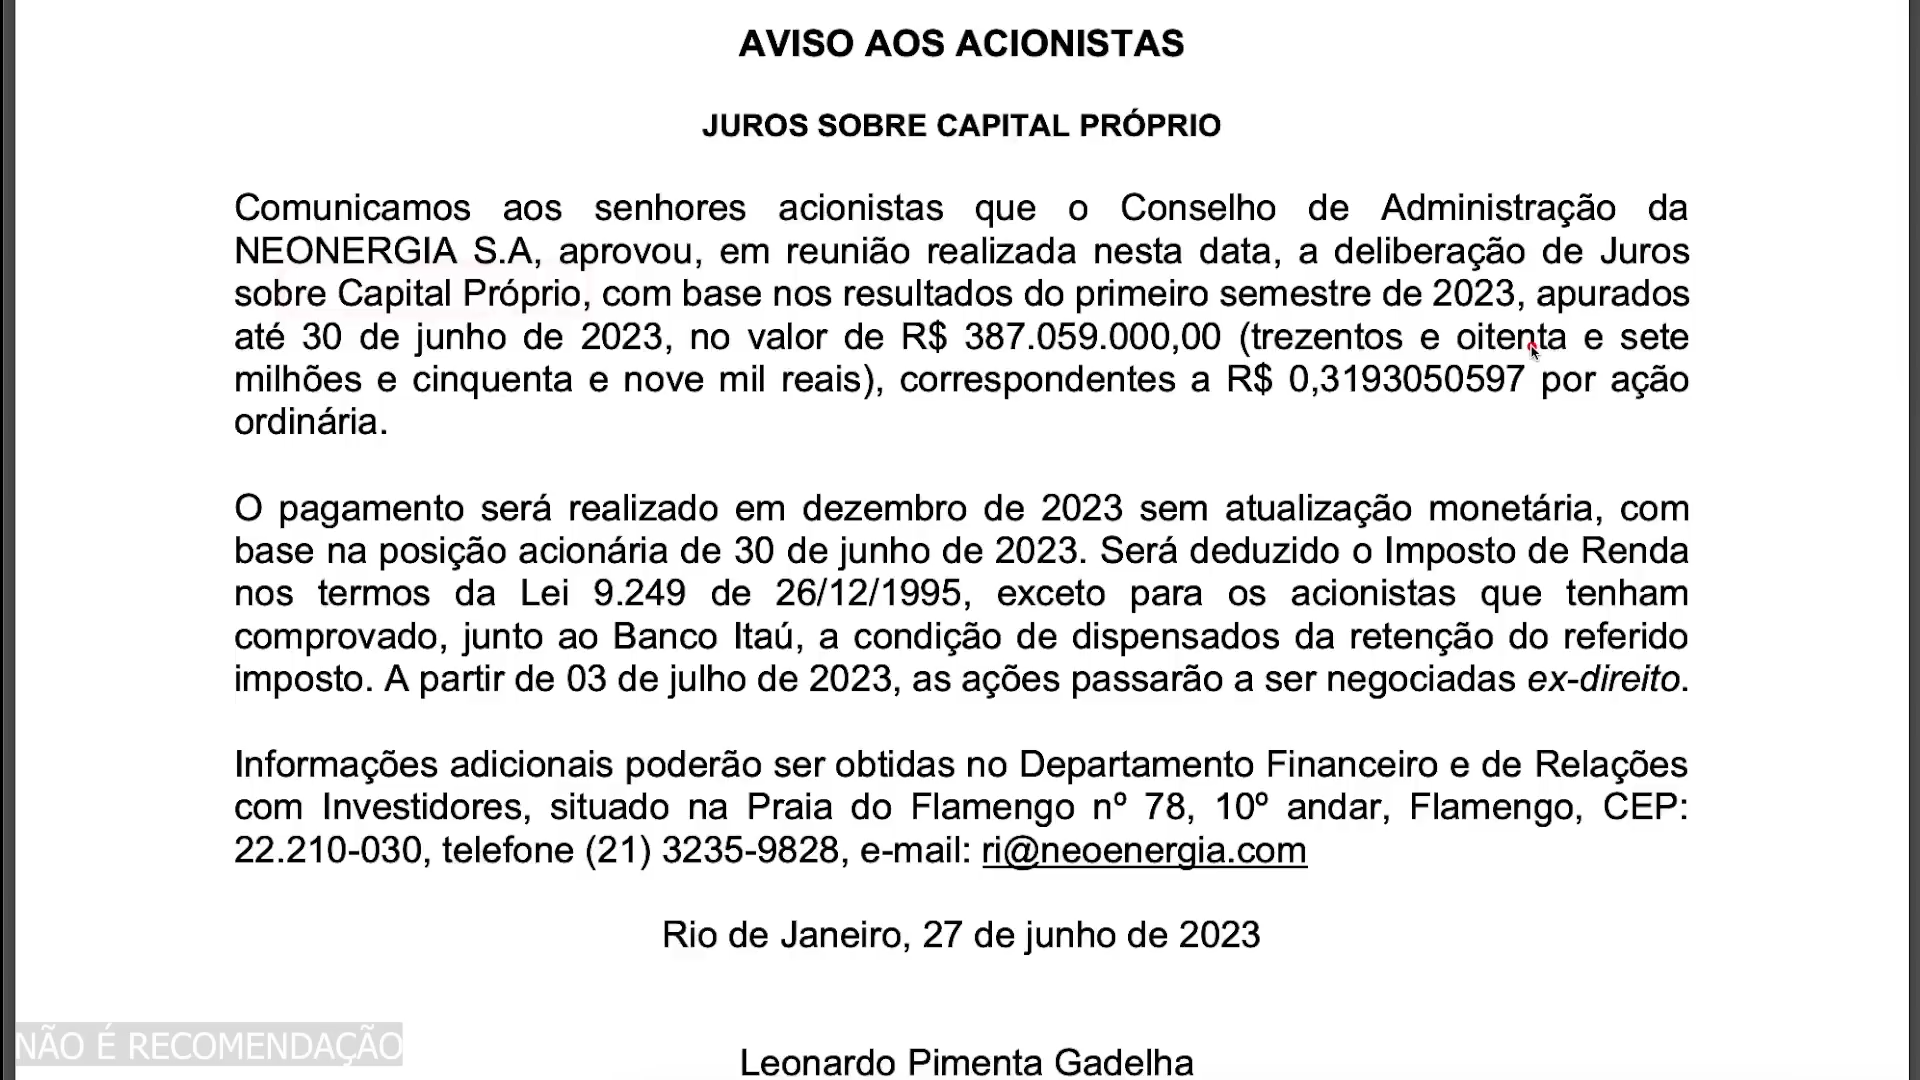 AVISO AOS ACIONISTAS
JUROS SOBRE CAPITAL PRÓPRIO
Comunicamos aos senhores acionistas que o Conselho de Administração da
NEONERGIA S.A, aprovou, em reunião realizada nesta data, a deliberação de Juros
sobre Capital Próprio, com base nos resultados do primeiro semestre de 2023, apurados
até 30 de junho de 2023, no valor de R$ 387.059.000,00 (trezentos e oitenta e sete
milhões e cinquenta e nove mil reais), correspondentes a R$ 0,3193050597 por ação
ordinária.
O pagamento será realizado em dezembro de 2023 sem atualização monetária, com
base na posição acionária de 30 de junho de 2023. Será deduzido o Imposto de Renda
nos termos da Lei 9.249 de 26/12/1995, exceto para os acionistas que tenham
comprovado, junto ao Banco Itaú, a condição de dispensados da retenção do referido
imposto. A partir de 03 de julho de 2023, as ações passarão a ser negociadas ex-direito.
Informações adicionais poderão ser obtidas no Departamento Financeiro e de Relações
com Investidores, situado na Praia do Flamengo nº 78, 10º andar, Flamengo, CEP:
22.210-030, telefone (21) 3235-9828, e-mail: ri@neoenergia.com
Rio de Janeiro, 27 de junho de 2023
NÃO É RECOMENDAÇÃO
Leonardo Pimenta Gadelha